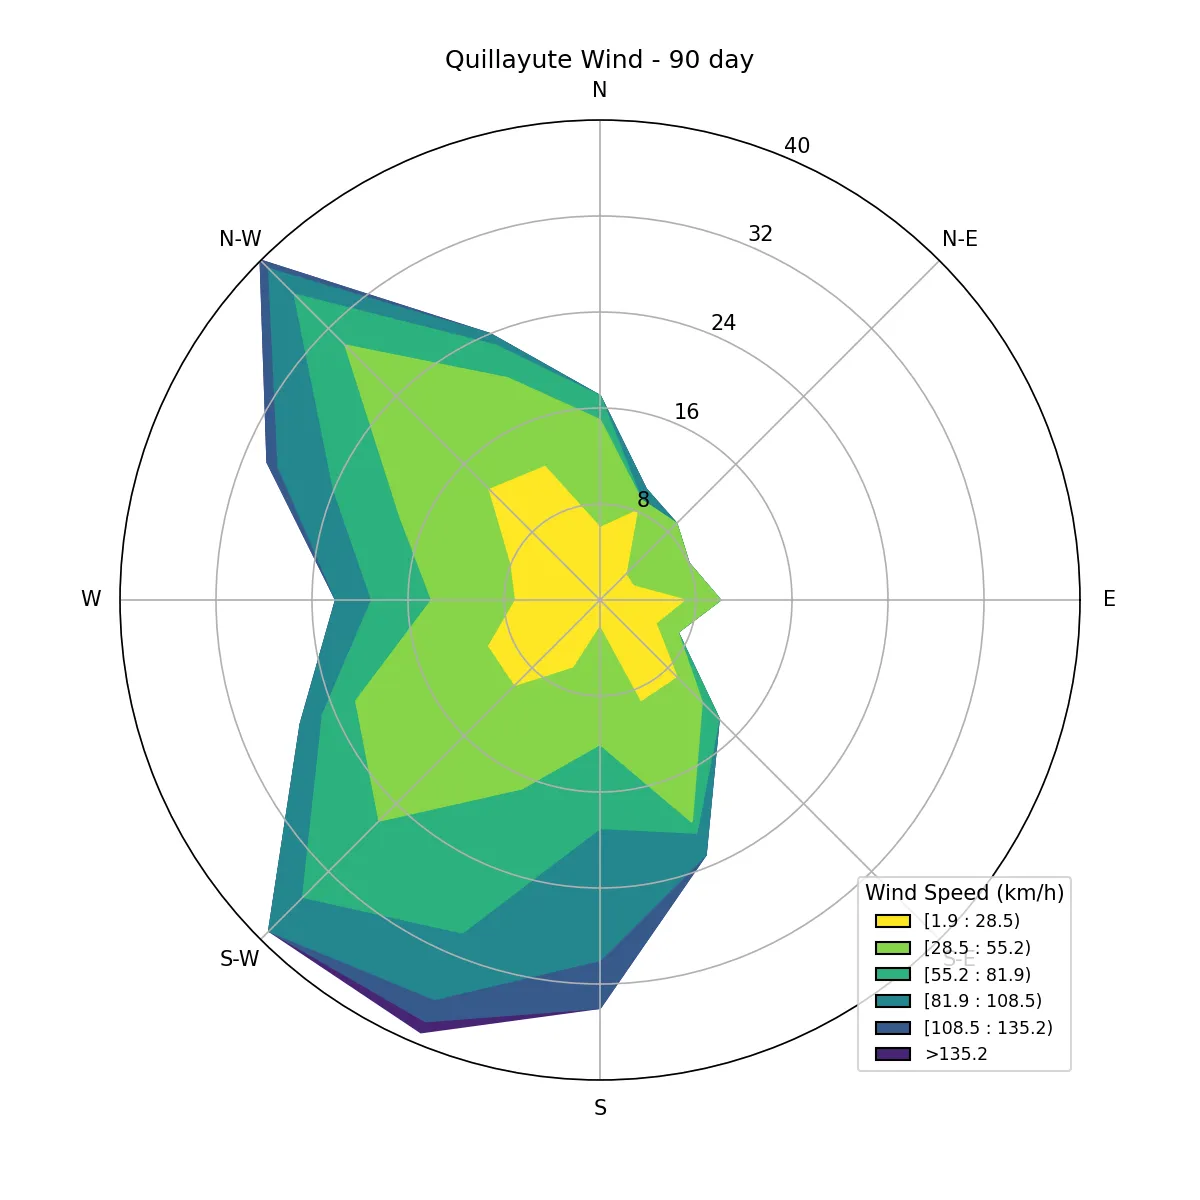 Quillayute Wind - 90 day
N
40
N-W
32
N-E
24
16
8
W
E
Wind Speed (km/h)
[1.9 : 28.5)
[28.5 : 55.2)
S-W
S-E
[55.2 : 81.9)
[81.9 : 108.5)
[108.5 : 135.2)
>135.2
S